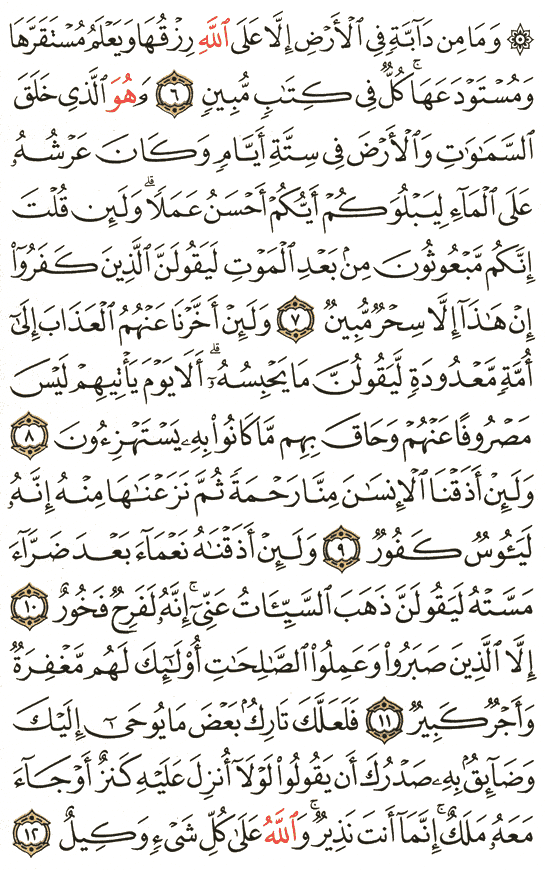 ۞ ٥ وَمَا مِن دَآبَّةٍ فِى ٱلْأَرْضِ إِلَّا عَلَى ٱللَّهِ رِزْقُهَا وَيَعْلَمُ مُسْتَقَرَّهَا
وَمُسْتَوْدَعَهَا ۚ كُلٌّ فِى كِتَٰبٍ مُّبِينٍ ٦ وَهُوَ ٱلَّذِى خَلَقَ
ٱلسَّمَٰوَٰتِ وَٱلْأَرْضَ فِى سِتَّةِ أَيَّامٍ وَكَانَ عَرْشُهُۥ
عَلَى ٱلْمَآءِ لِيَبْلُوَكُمْ أَيُّكُمْ أَحْسَنُ عَمَلًا ۗ وَلَئِن قُلْتَ
إِنَّكُم مَّبْعُوثُونَ مِنۢ بَعْدِ ٱلْمَوْتِ لَيَقُولَنَّ ٱلَّذِينَ كَفَرُوٓا۟
إِنْ هَٰذَآ إِلَّا سِحْرٌ مُّبِينٌ ٧ وَلَئِنْ أَخَّرْنَا عَنْهُمُ ٱلْعَذَابَ إِلَىٰٓ
أُمَّةٍ مَّعْدُودَةٍ لَّيَقُولُنَّ مَا يَحْبِسُهُۥٓ ۗ أَلَا يَوْمَ يَأْتِيهِمْ لَيْسَ
مَصْرُوفًا عَنْهُمْ وَحَاقَ بِهِم مَّا كَانُوا۟ بِهِۦ يَسْتَهْزِءُونَ ٨
وَلَئِنْ أَذَقْنَا ٱلْإِنسَٰنَ مِنَّا رَحْمَةً ثُمَّ نَزَعْنَٰهَا مِنْهُ إِنَّهُۥ
لَيَـُٔوسٌ كَفُورٌ ٩ وَلَئِنْ أَذَقْنَٰهُ نَعْمَآءَ بَعْدَ ضَرَّآءَ
مَسَّتْهُ لَيَقُولَنَّ ذَهَبَ ٱلسَّيِّـَٔاتُ عَنِّىٓ ۚ إِنَّهُۥ لَفَرِحٌ فَخُورٌ ١٠
إِلَّا ٱلَّذِينَ صَبَرُوا۟ وَعَمِلُوا۟ ٱلصَّٰلِحَٰتِ أُو۟لَٰٓئِكَ لَهُم مَّغْفِرَةٌ
وَأَجْرٌ كَبِيرٌ ١١ فَلَعَلَّكَ تَارِكٌۢ بَعْضَ مَا يُوحَىٰٓ إِلَيْكَ
وَضَآئِقٌۢ بِهِۦ صَدْرُكَ أَن يَقُولُوا۟ لَوْلَآ أُنزِلَ عَلَيْهِ كَنزٌ أَوْ جَآءَ
مَعَهُۥ مَلَكٌ ۚ إِنَّمَآ أَنتَ نَذِيرٌ ۚ وَٱللَّهُ عَلَىٰ كُلِّ شَىْءٍ وَكِيلٌ ١٢